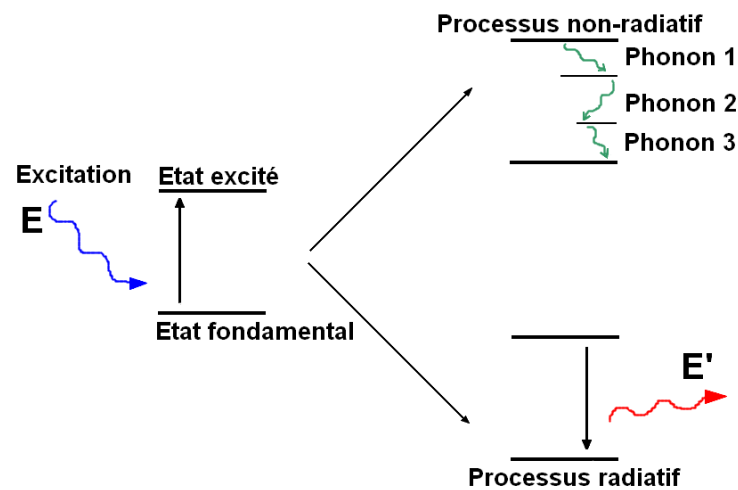 Processus non-radiatif
Phonon 1
Phonon 2
Phonon 3
Excitation
Etat excité
E
Etat fondamental
E'
Processus radiatif